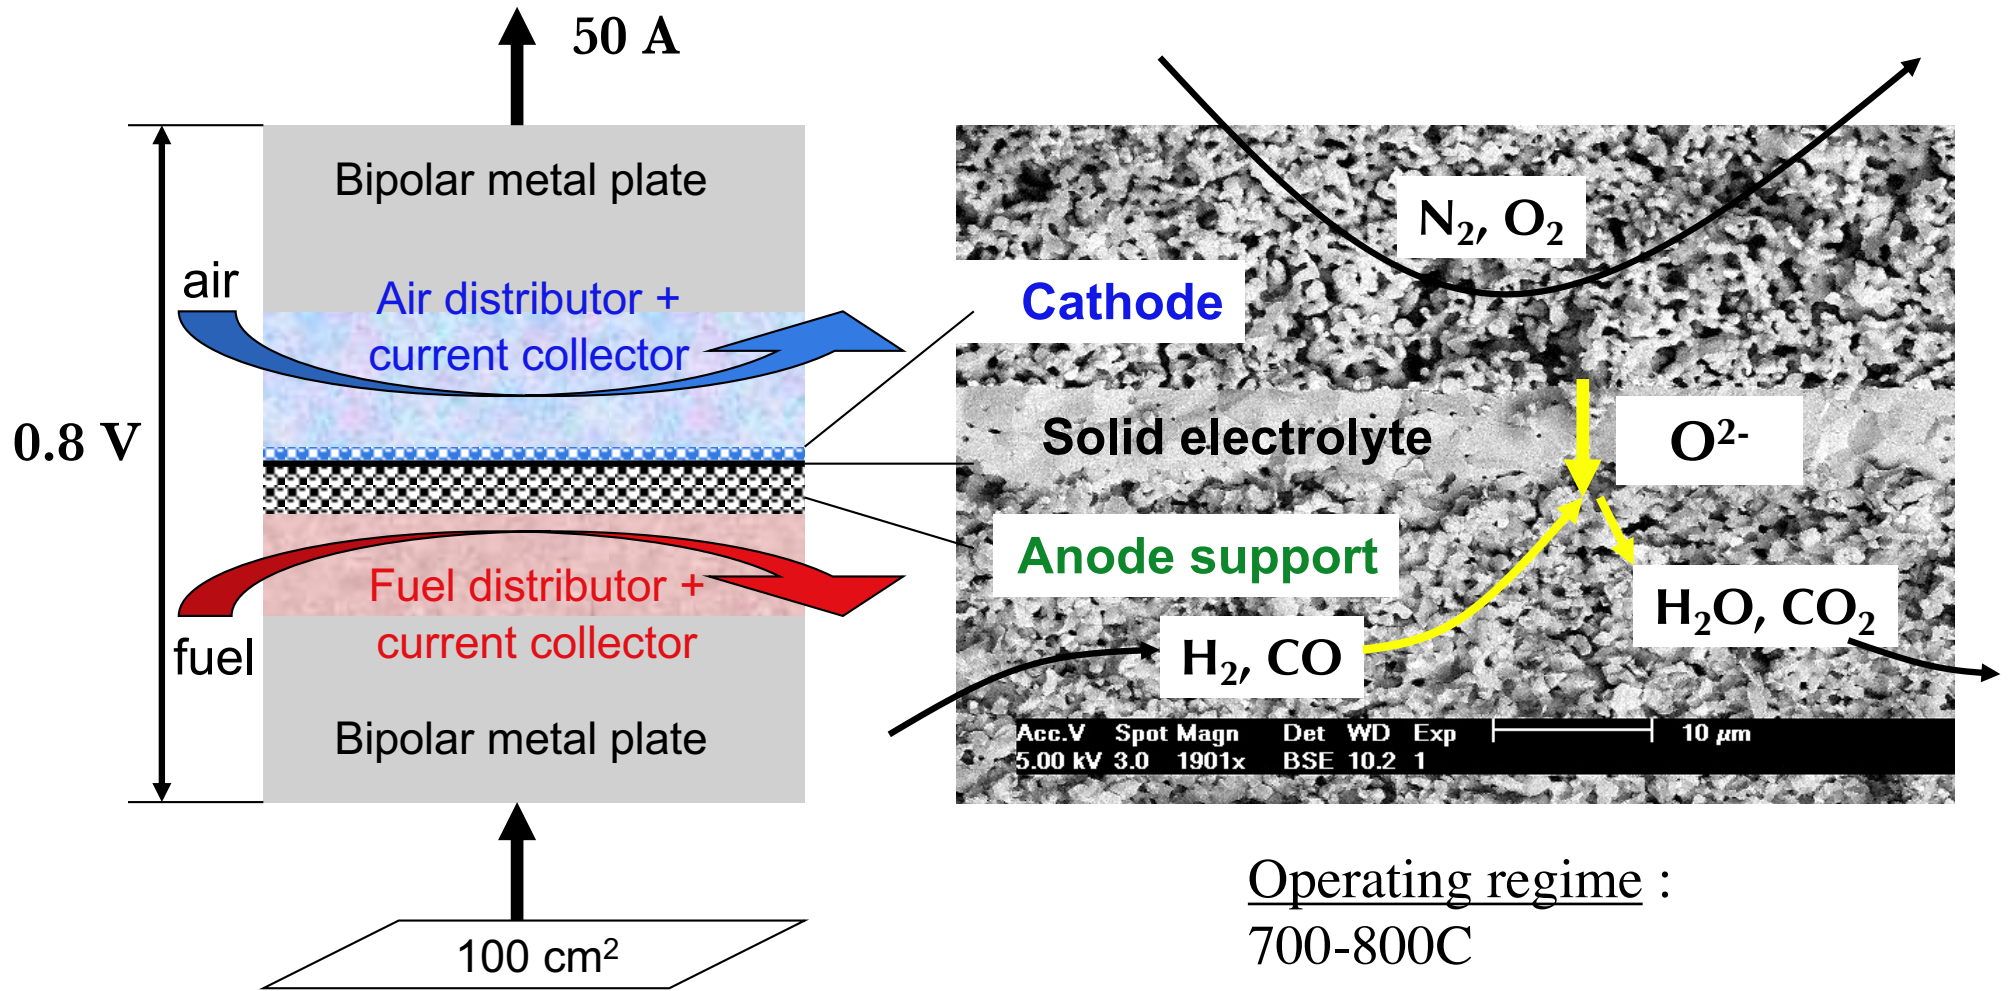 50 A
Bipolar metal plate
air
Air distributor +
current collector
0.8 V
Fuel distributor +
current collector
fuel
Bipolar metal plate
100 cm²
N₂, O₂
Cathode
Solid electrolyte
O²⁻
Anode support
H₂O, CO₂
H₂, CO
Acc.V Spot Magn Det WD Exp 10 µm
5.00 kV 3.0 1901x BSE 10.2 1
Operating regime :
700-800C